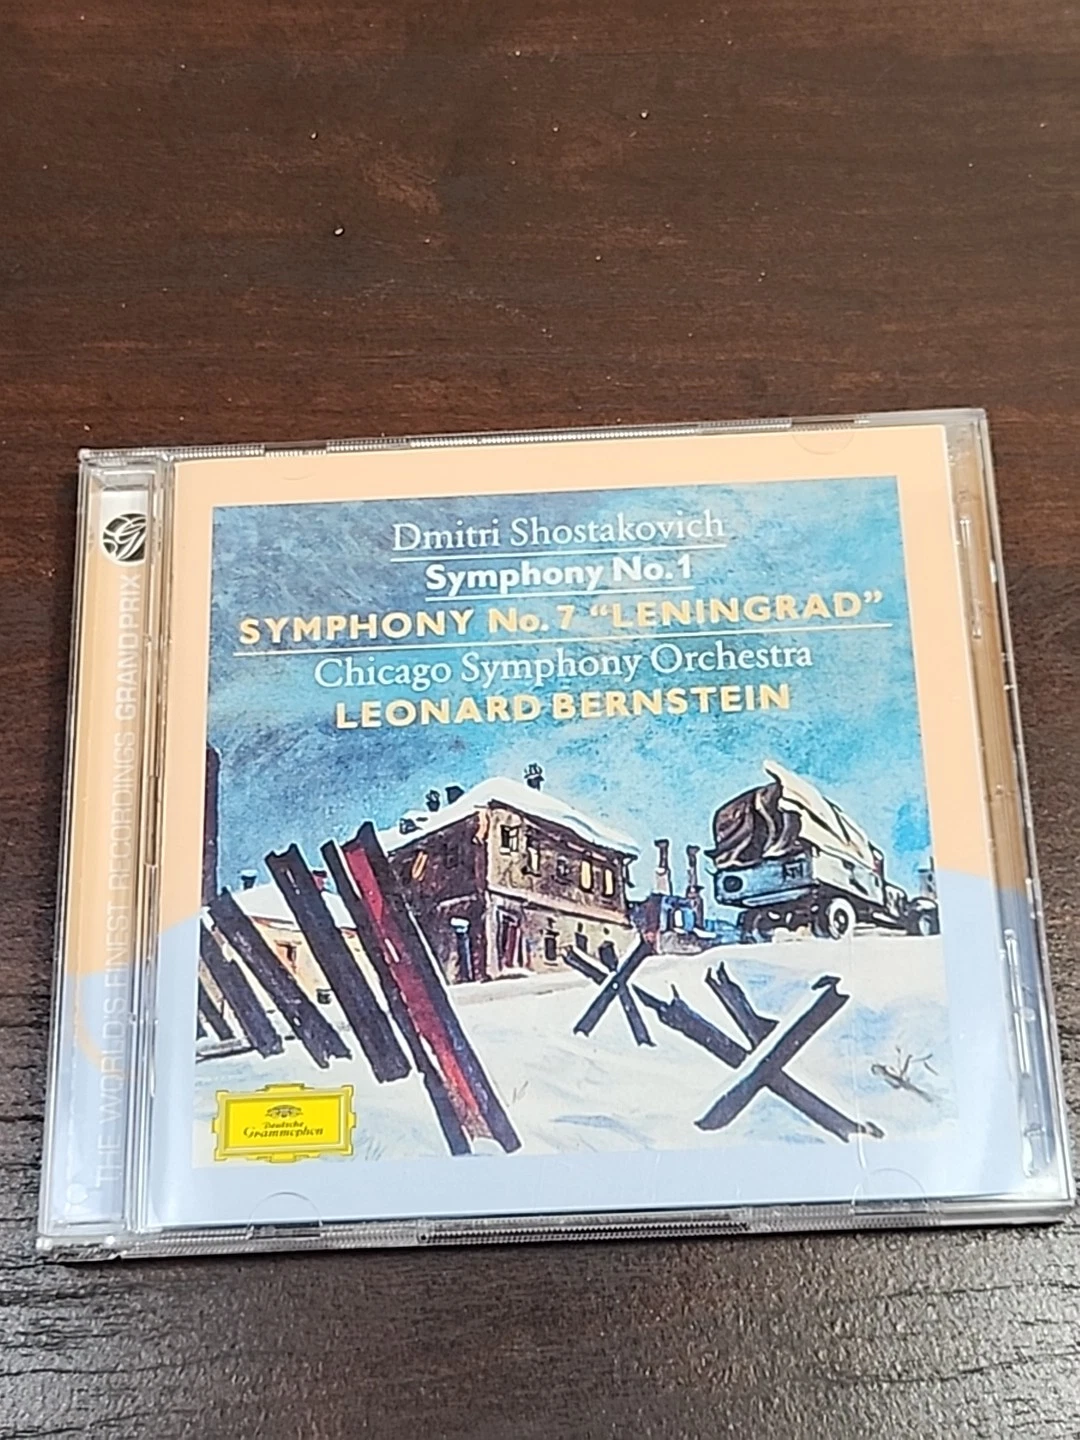 Dmitri Shostakovich
Symphony No.1
SYMPHONY No.7 “LENINGRAD”
Chicago Symphony Orchestra
LEONARD BERNSTEIN
Deutsche
Grammophon
THE WORLD'S FINEST RECORDINGS GRAND PRIX